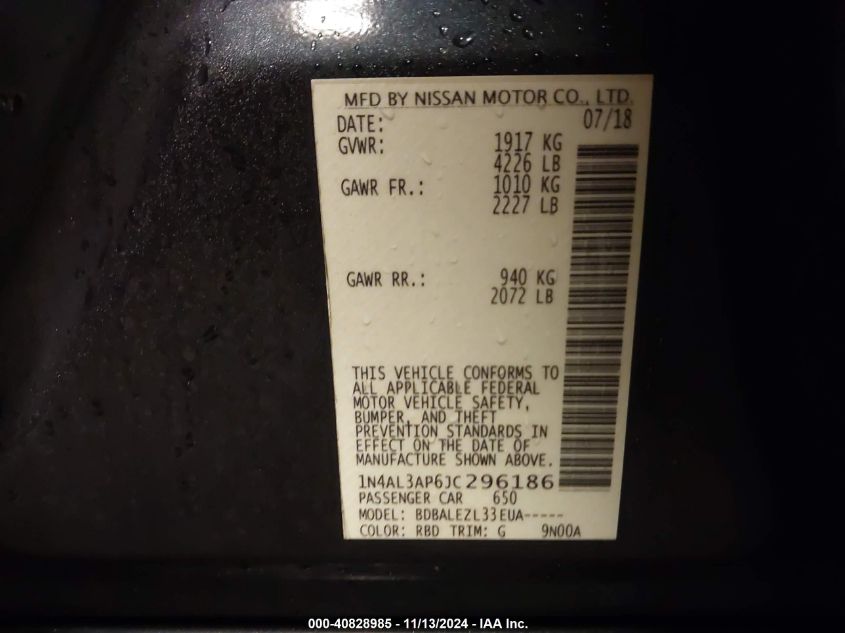 MFD BY NISSAN MOTOR CO., LTD.
DATE: 07/18
GVWR: 1917 KG
4226 LB
GAWR FR.: 1010 KG
2227 LB
GAWR RR.: 940 KG
2072 LB
THIS VEHICLE CONFORMS TO
ALL APPLICABLE FEDERAL
MOTOR VEHICLE SAFETY,
BUMPER, AND THEFT
PREVENTION STANDARDS IN
EFFECT ON THE DATE OF
MANUFACTURE SHOWN ABOVE.
1N4AL3AP6JC296186
PASSENGER CAR 650
MODEL: BDBALEZL33EUA-----
COLOR: RBD TRIM: G 9N00A
000-40828985 - 11/13/2024 - IAA Inc.